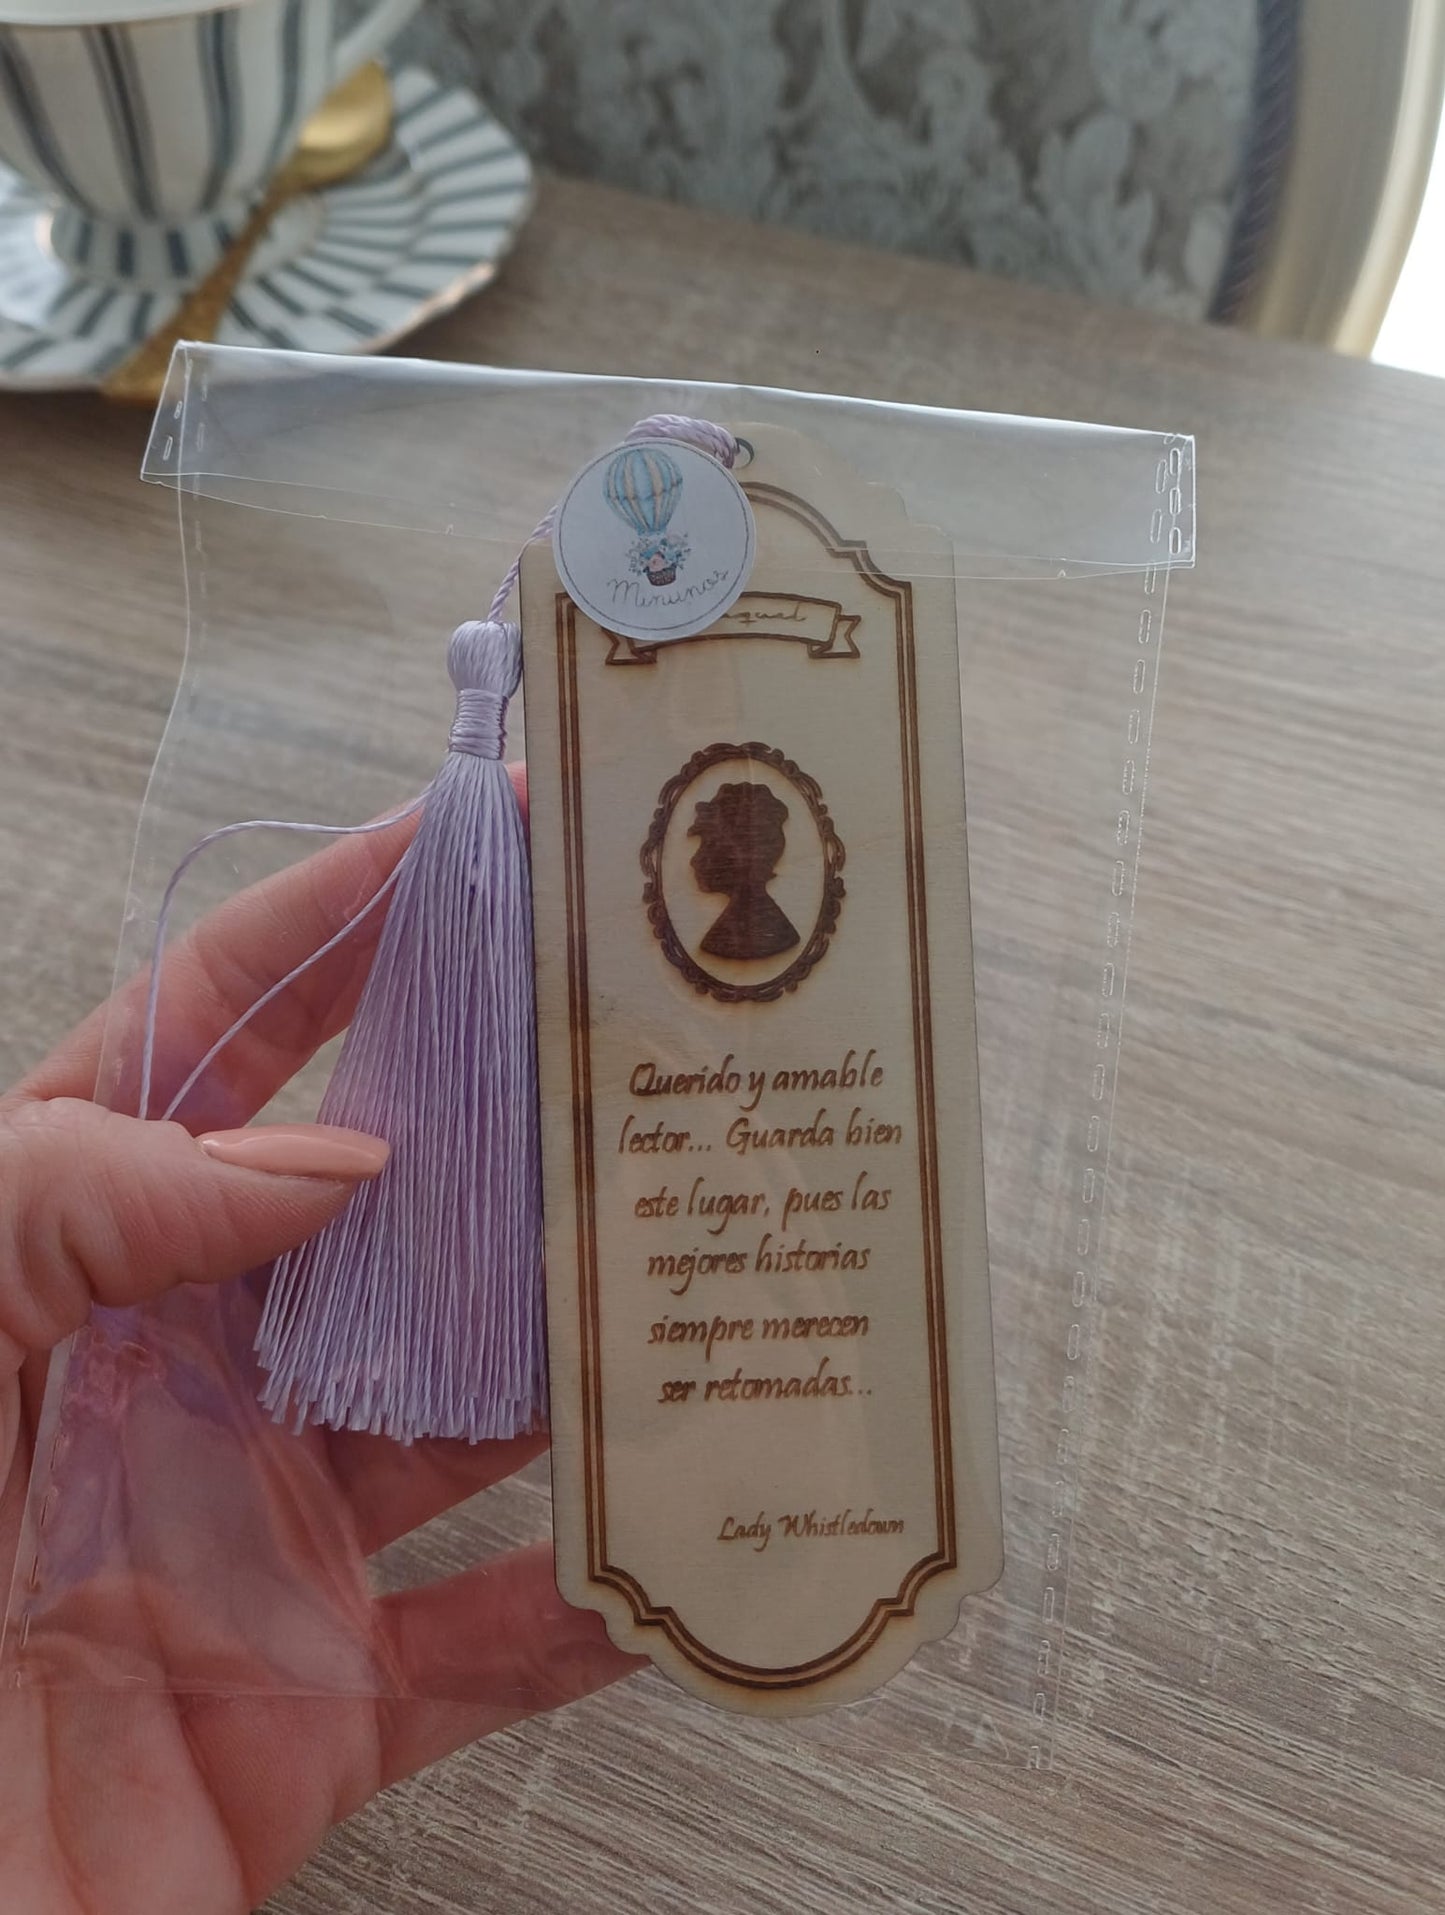 Minunos
Querido y amable
lector... Guarda bien
este lugar, pues las
mejores historias
siempre merecen
ser retomadas...
Lady Whistledown